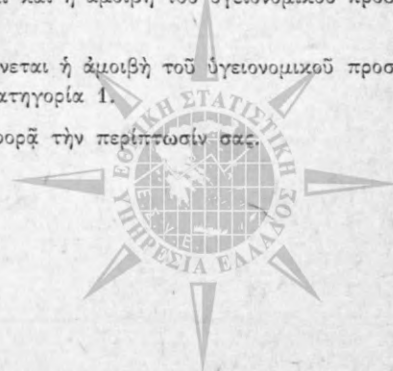 καὶ ἡ ἀμοιβὴ τοῦ ὑγειονομικοῦ
νεται ἡ ἀμοιβὴ τοῦ ὑγειονομικοῦ προσ
ατηγορία 1.
ορᾷ τὴν περίπτωσίν σας.
ΕΘΝΙΚΗ ΣΤΑΤΙΣΤΙΚΗ
ΥΠΗΡΕΣΙΑ ΕΛΛΑΔΟΣ
Ε Σ Υ Ε